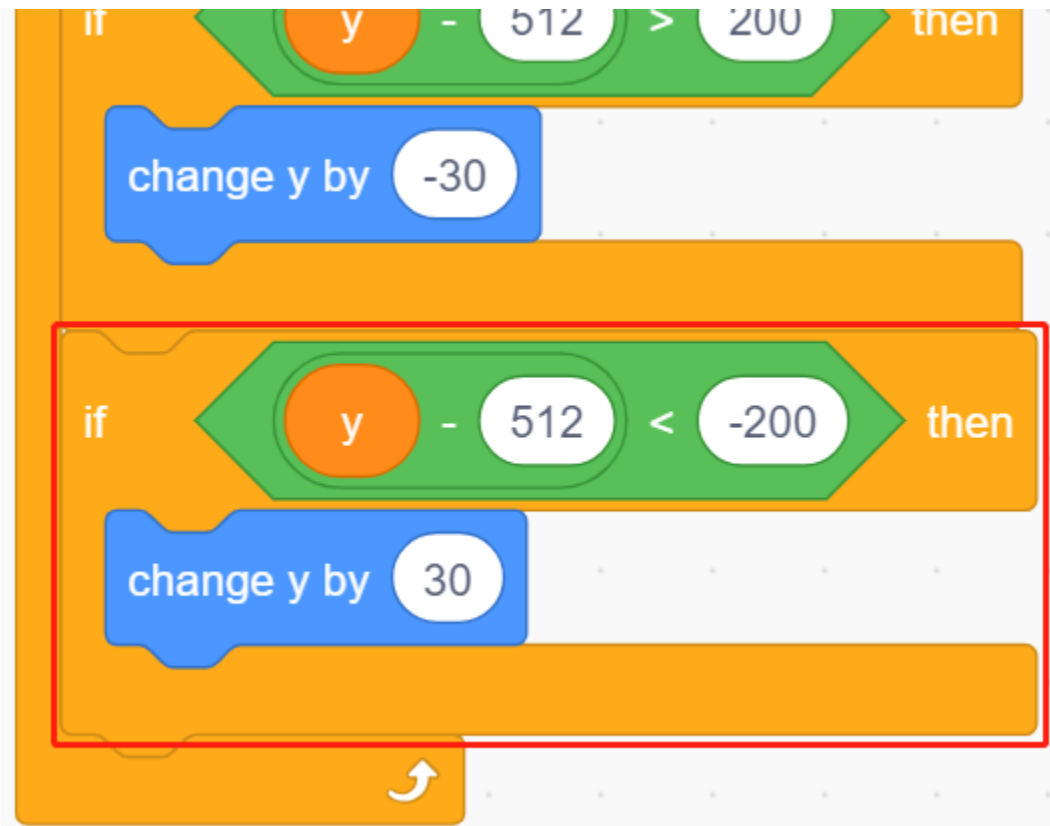 if y - 512 > 200 then
change y by -30
if y - 512 < -200 then
change y by 30